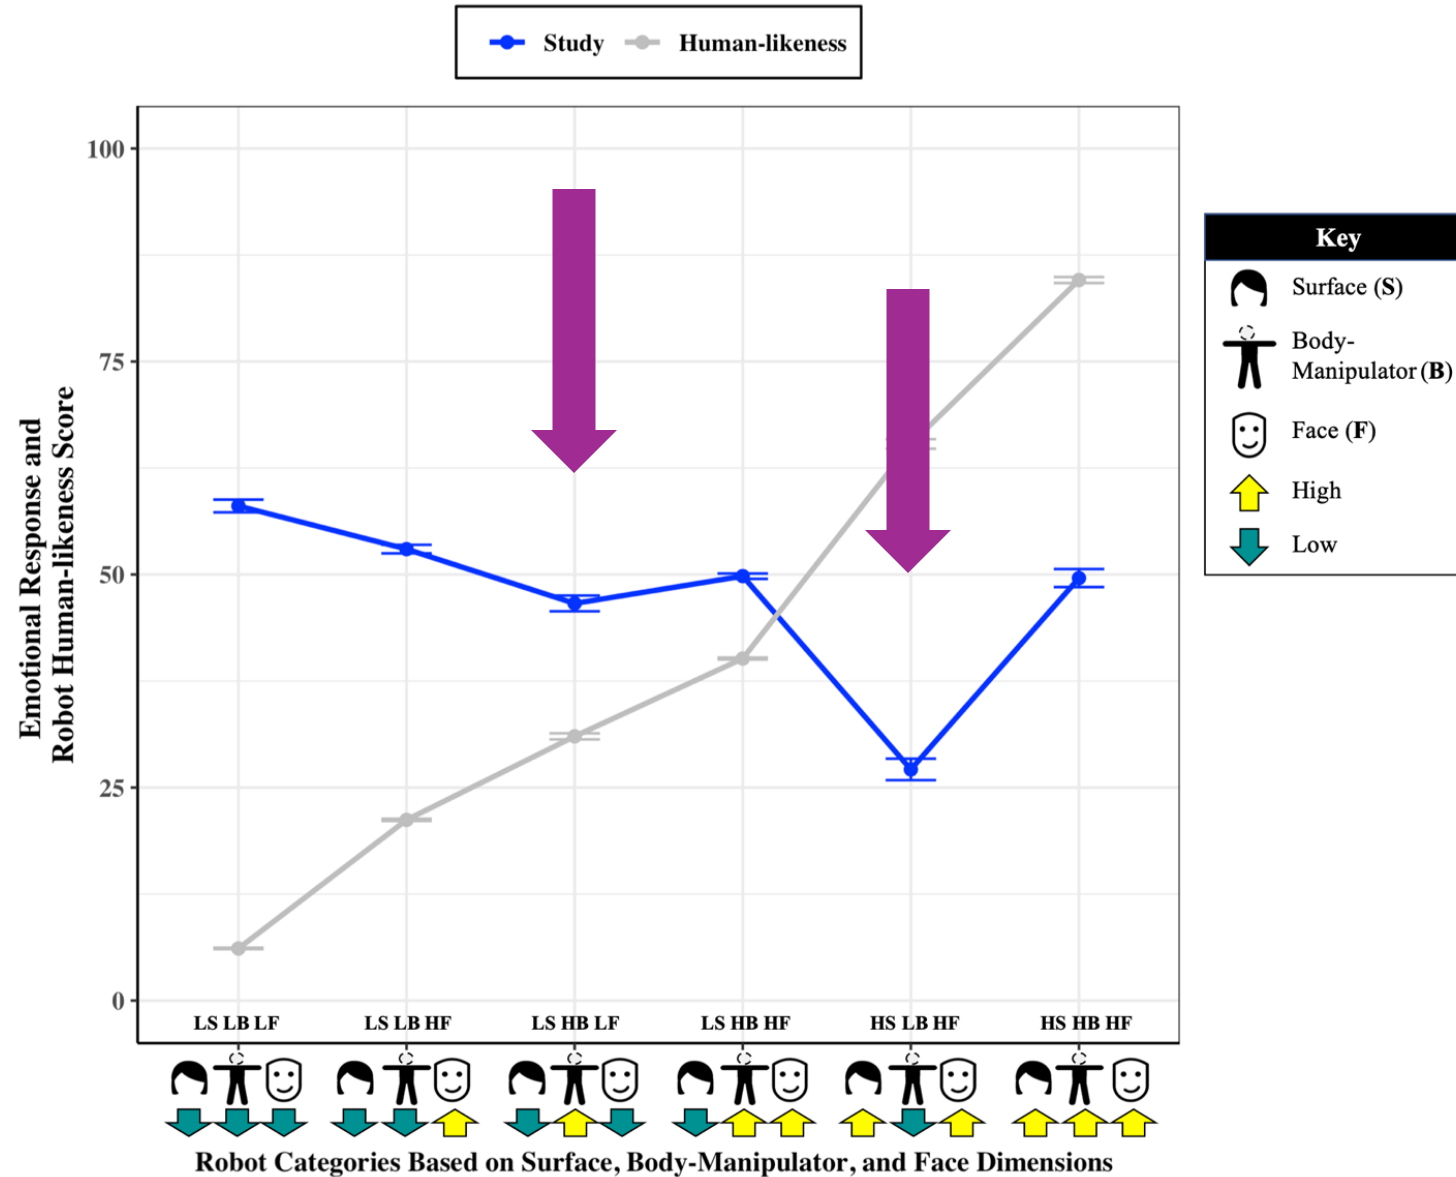 Study Human-likeness
100
75
50
25
0
Emotional Response and
Robot Human-likeness Score
LS LB LF LS LB HF LS HB LF LS HB HF HS LB HF HS HB HF
Robot Categories Based on Surface, Body-Manipulator, and Face Dimensions
Key
Surface (S)
Body-
Manipulator (B)
Face (F)
High
Low